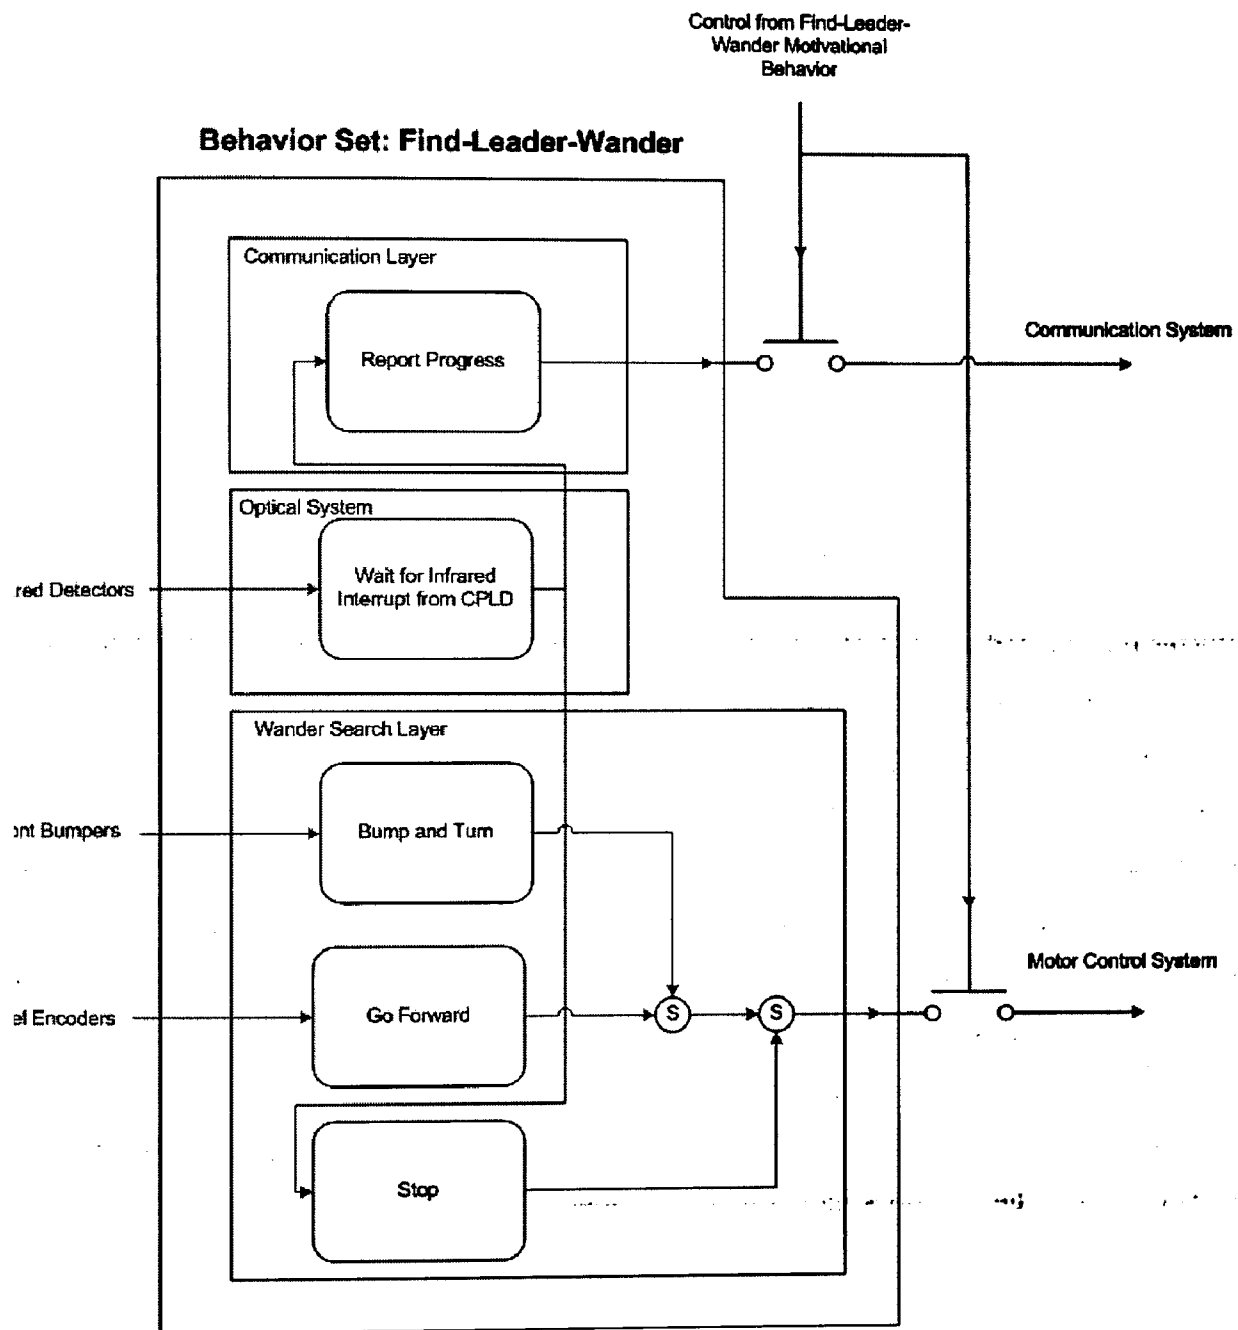 Control from Find-Leader-
Wander Motivational
Behavior
Behavior Set: Find-Leader-Wander
Communication Layer
Report Progress
Communication System
Optical System
Wait for Infrared
Interrupt from CPLD
red Detectors
Wander Search Layer
Bump and Turn
ont Bumpers
Motor Control System
Go Forward
S
S
el Encoders
Stop